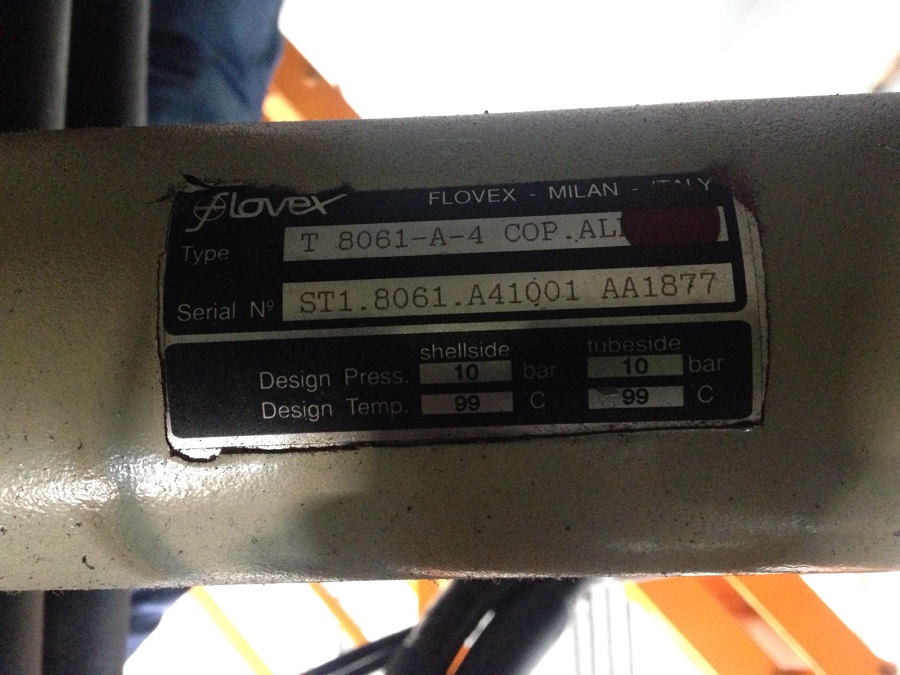 flovex FLOVEX - MILAN - ITALY
Type T 8061-A-4 COP.
Serial Nº ST1.8061.A41001 AA1877
shellside tubeside
Design Press. 10 bar 10 bar
Design Temp. 99 C 99 C